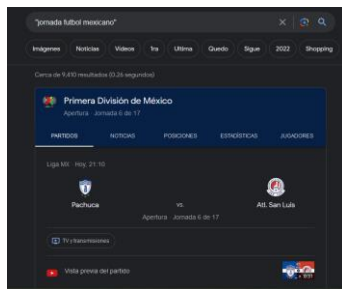 "jornada futbol mexicano"
Imágenes Noticias Videos 1ra Ultima Quedo Sigue 2022 Shopping
Cerca de 9,410 resultados (0.26 segundos)
Primera División de México
Apertura · Jornada 6 de 17
PARTIDOS NOTICIAS POSICIONES ESTADÍSTICAS JUGADORES
Liga MX · Hoy, 21:10
Pachuca vs. Atl. San Luis
Apertura · Jornada 6 de 17
TV y transmisiones
Vista previa del partido